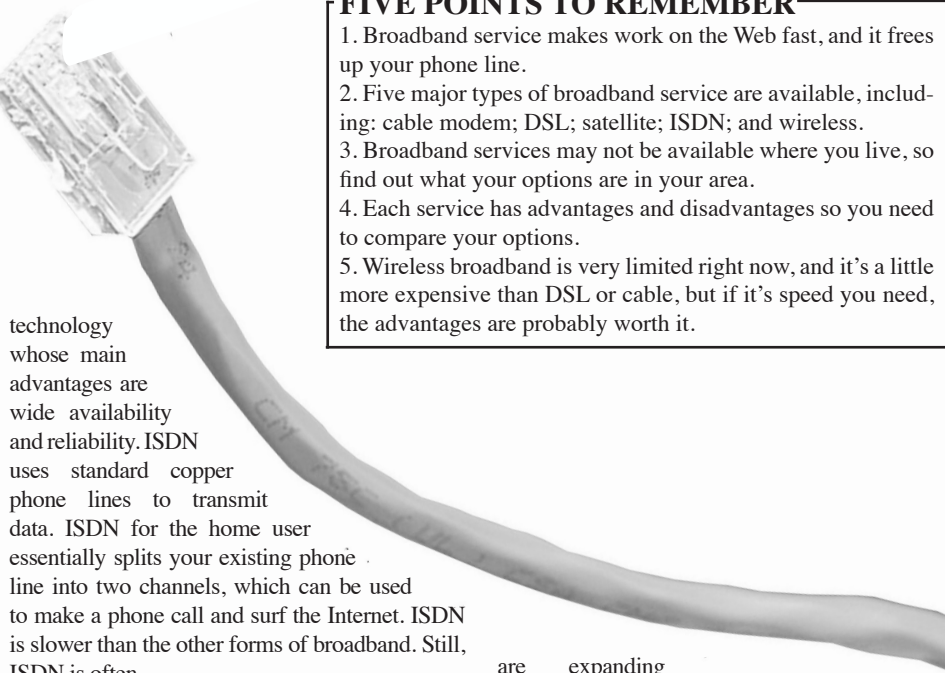 FIVE POINTS TO REMEMBER
1. Broadband service makes work on the Web fast, and it frees
up your phone line.
2. Five major types of broadband service are available, includ-
ing: cable modem; DSL; satellite; ISDN; and wireless.
3. Broadband services may not be available where you live, so
find out what your options are in your area.
4. Each service has advantages and disadvantages so you need
to compare your options.
5. Wireless broadband is very limited right now, and it's a little
more expensive than DSL or cable, but if it's speed you need,
the advantages are probably worth it.
technology
whose main
advantages are
wide availability
and reliability. ISDN
uses standard copper
phone lines to transmit
data. ISDN for the home user
essentially splits your existing phone
line into two channels, which can be used
to make a phone call and surf the Internet. ISDN
is slower than the other forms of broadband. Still,
ISDN is often
are expanding